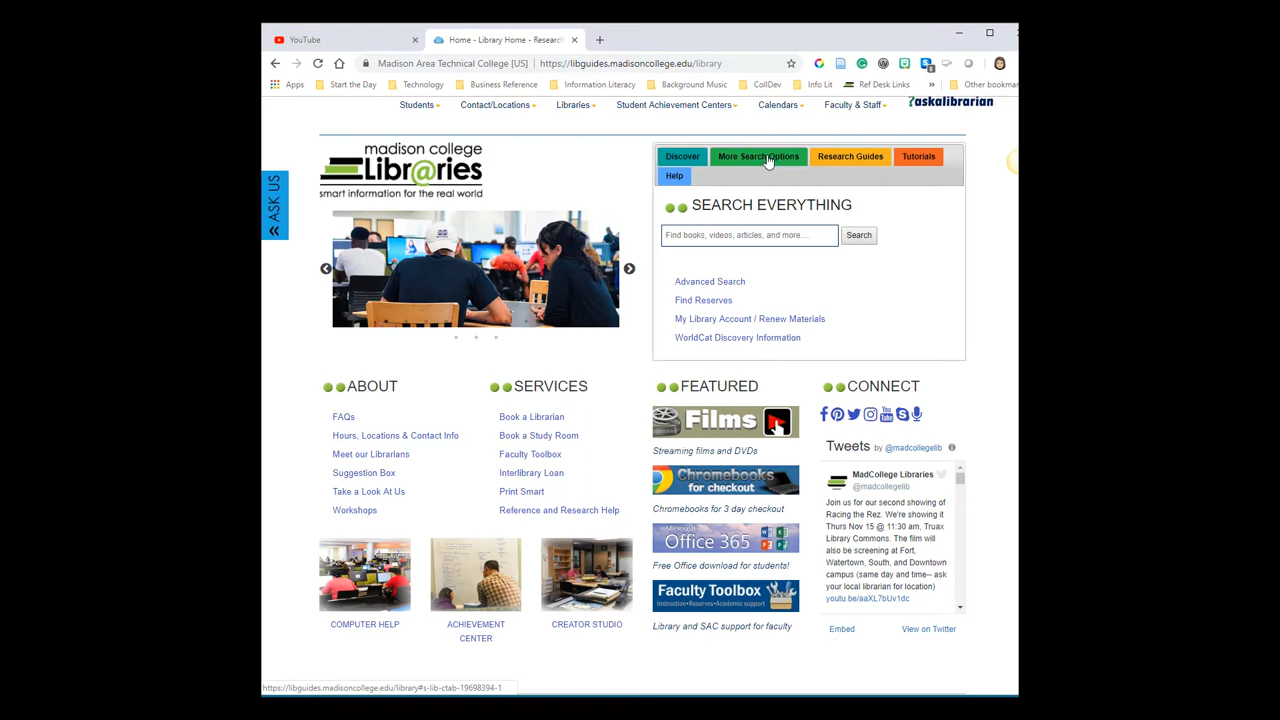 YouTube
Home - Library Home - Research
Madison Area Technical College [US] | https://libguides.madisoncollege.edu/library
Apps Start the Day Technology Business Reference Information Literacy Background Music CollDev Info Lit Ref Desk Links » Other bookmar
Students Contact/Locations Libraries Student Achievement Centers Calendars Faculty & Staff ?askalibrarian
madison college
Libr@ries
smart information for the real world
ASK US
Discover More Search Options Research Guides Tutorials
Help
SEARCH EVERYTHING
Find books, videos, articles, and more.... Search
Advanced Search
Find Reserves
My Library Account / Renew Materials
WorldCat Discovery Information
ABOUT
FAQs
Hours, Locations & Contact Info
Meet our Librarians
Suggestion Box
Take a Look At Us
Workshops
SERVICES
Book a Librarian
Book a Study Room
Faculty Toolbox
Interlibrary Loan
Print Smart
Reference and Research Help
COMPUTER HELP
ACHIEVEMENT
CENTER
CREATOR STUDIO
FEATURED
Films
Streaming films and DVDs
Chromebooks
for checkout
Chromebooks for 3 day checkout
Microsoft
Office 365
Free Office download for students!
Faculty Toolbox
Instruction•Reserves•Academic support
Library and SAC support for faculty
CONNECT
You
Tube
Tweets by @madcollegelib
MadCollege Libraries
@madcollegelib
Join us for our second showing of
Racing the Rez. We're showing it
Thurs Nov 15 @ 11:30 am, Truax
Library Commons. The film will
also be screening at Fort,
Watertown, South, and Downtown
campus (same day and time-- ask
your local librarian for location)
youtu.be/aaXL7bUv1dc
Embed View on Twitter
https://libguides.madisoncollege.edu/library#s-lib-ctab-19698394-1